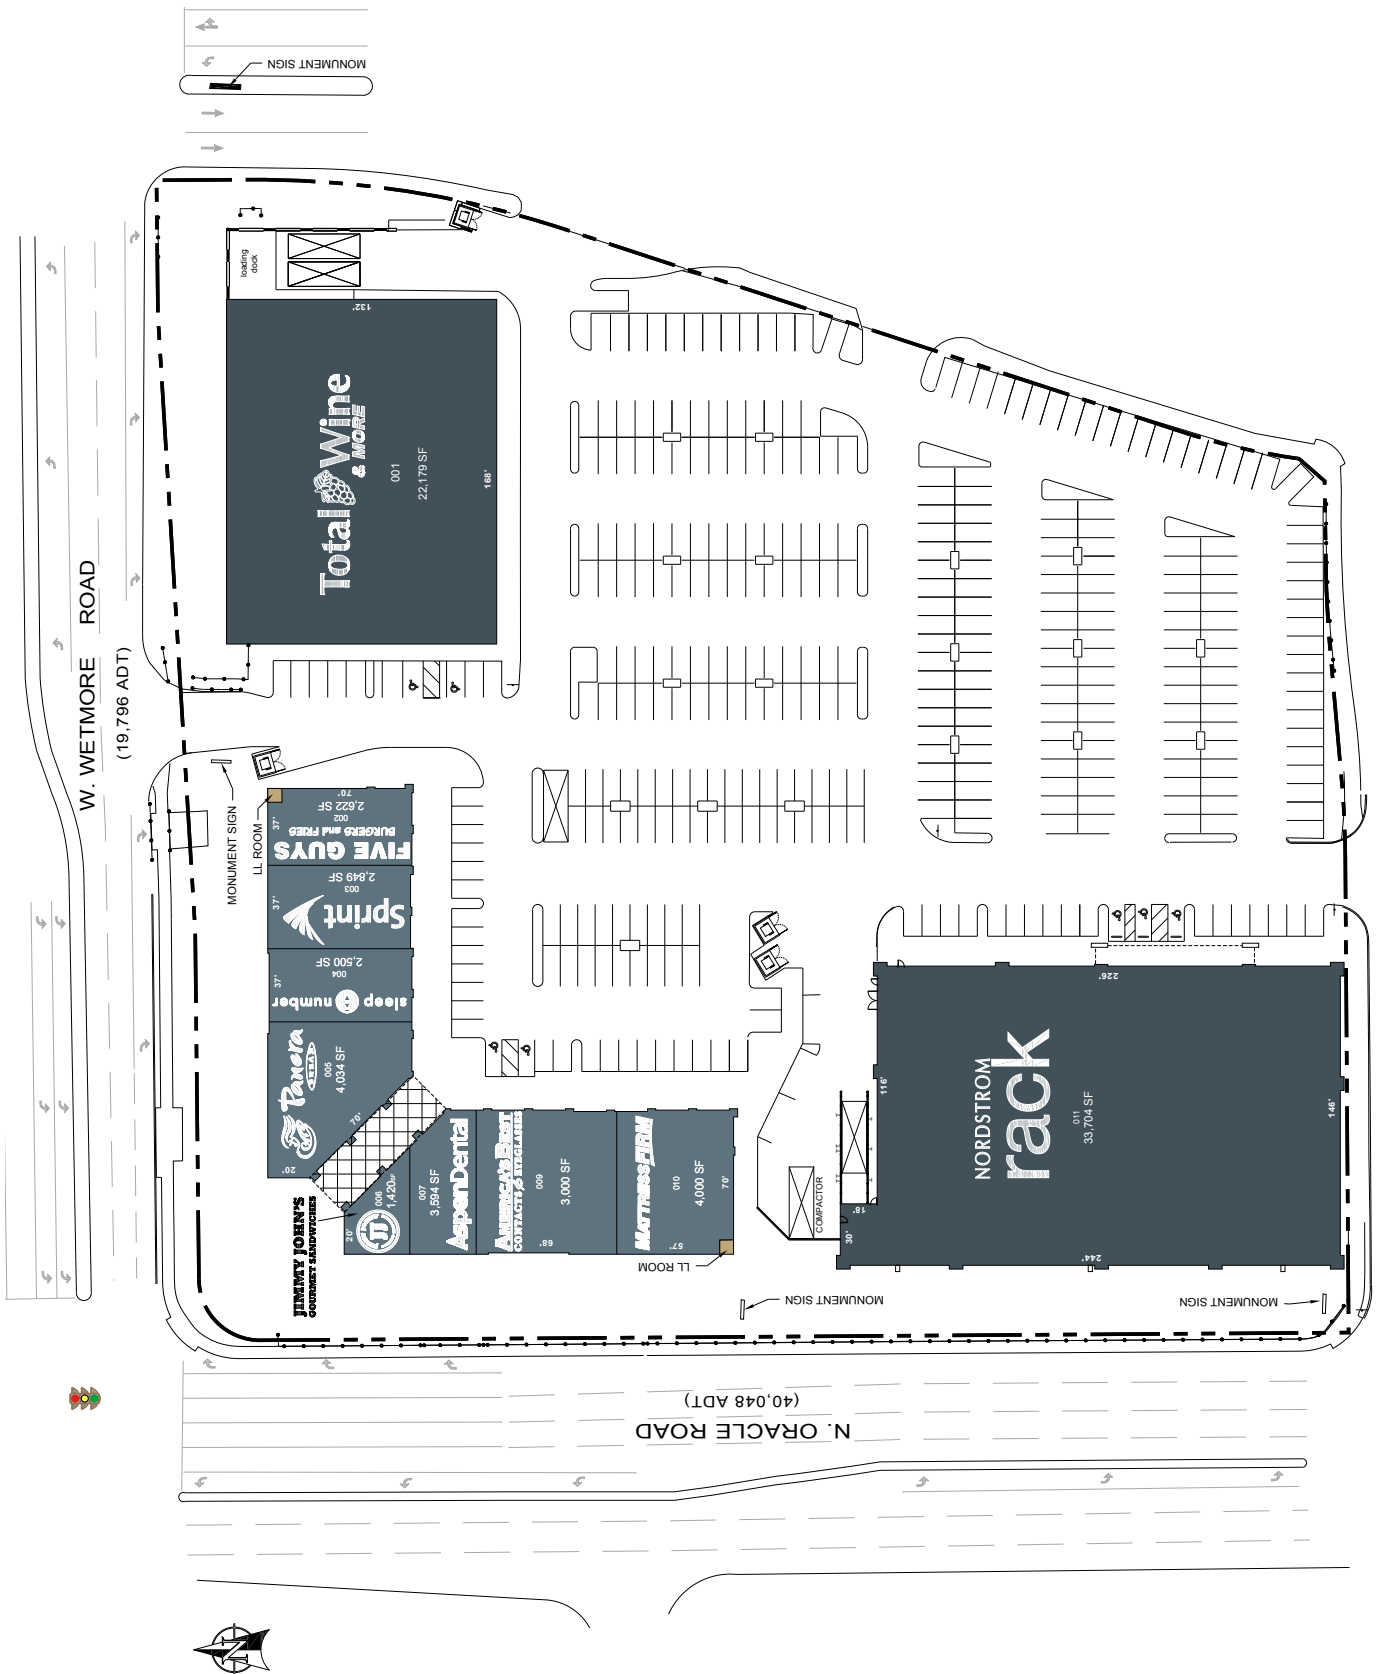 MONUMENT SIGN
loading
dock
132'
Total Wine
& MORE
001
22,179 SF
168'
W. WETMORE ROAD
(19,796 ADT)
MONUMENT SIGN
LL ROOM
70'
37'
2,622 SF
002
BURGERS and FRIES
FIVE GUYS
37'
2,849 SF
003
Sprint
37'
2,500 SF
004
sleep number
Panera
BREAD
005
4,034 SF
20'
70'
JIMMY JOHN'S
GOURMET SANDWICHES
20'
JJ
006
1,420SF
007
3,594 SF
AspenDental
AMERICA'S BEST
CONTACTS & EYEGLASSES
009
3,000 SF
68'
MATTRESS FIRM
010
4,000 SF
70'
57'
LL ROOM
COMPACTOR
18'
30'
116'
226'
NORDSTROM
rack
011
33,704 SF
146'
244'
MONUMENT SIGN
MONUMENT SIGN
(40,048 ADT)
N. ORACLE ROAD
N